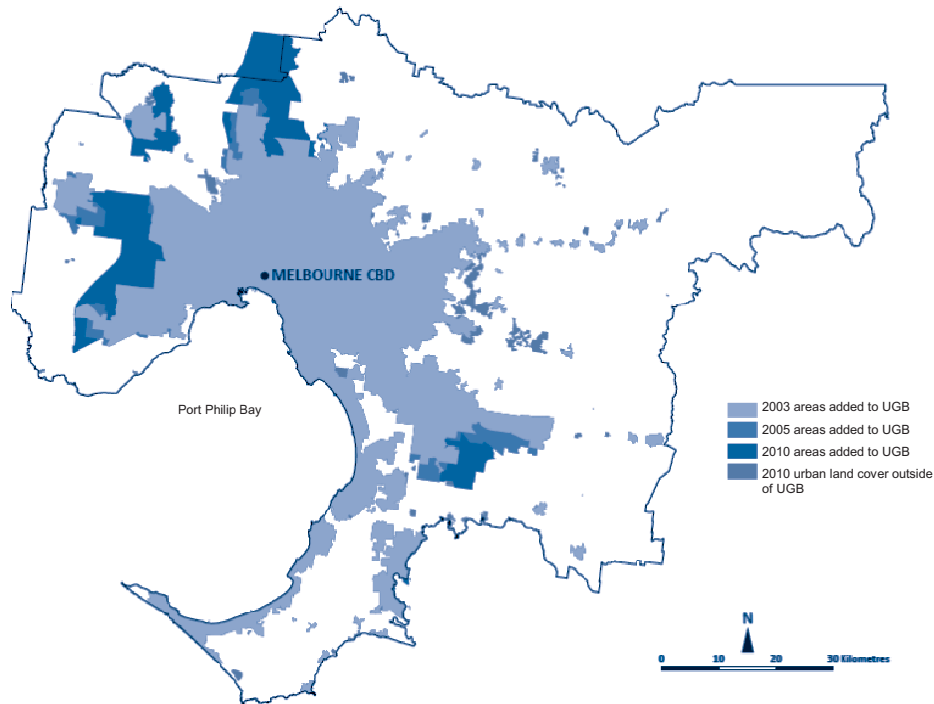 MELBOURNE CBD
Port Philip Bay
2003 areas added to UGB
2005 areas added to UGB
2010 areas added to UGB
2010 urban land cover outside
of UGB
N
0 10 20 30 Kilometres